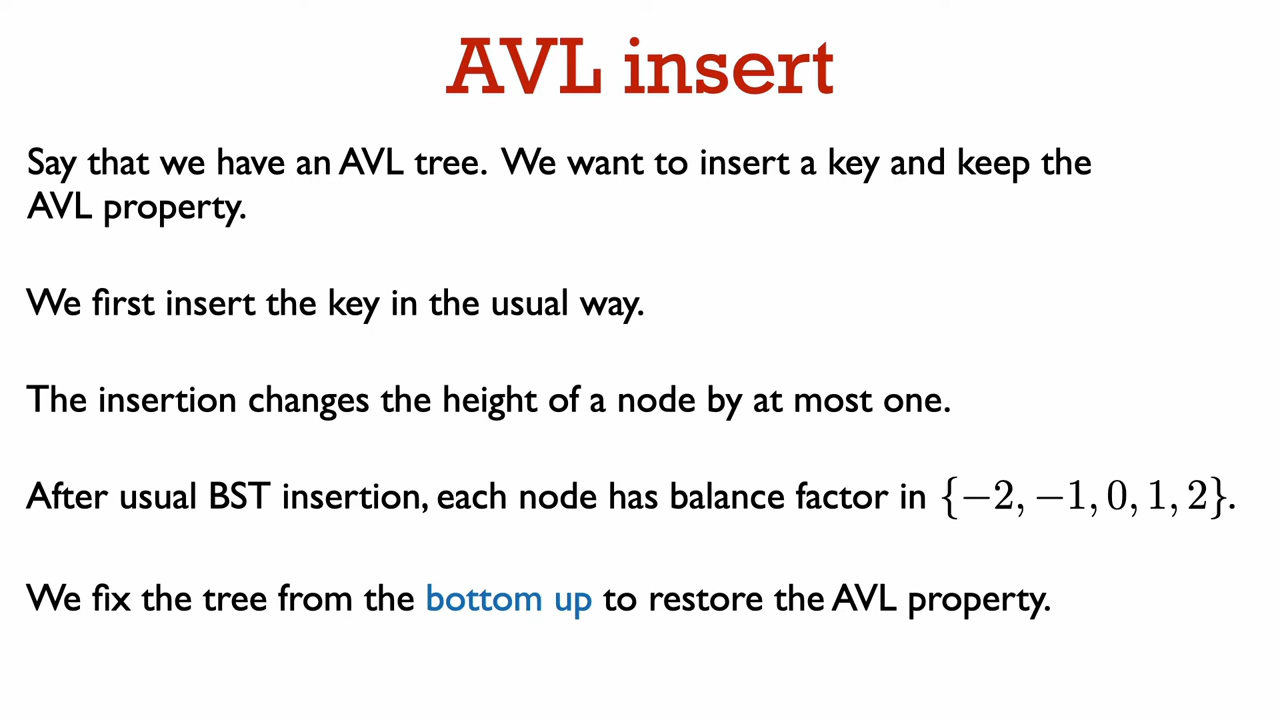 AVL insert
Say that we have an AVL tree. We want to insert a key and keep the
AVL property.
We first insert the key in the usual way.
The insertion changes the height of a node by at most one.
After usual BST insertion, each node has balance factor in {−2, −1, 0, 1, 2}.
We fix the tree from the bottom up to restore the AVL property.